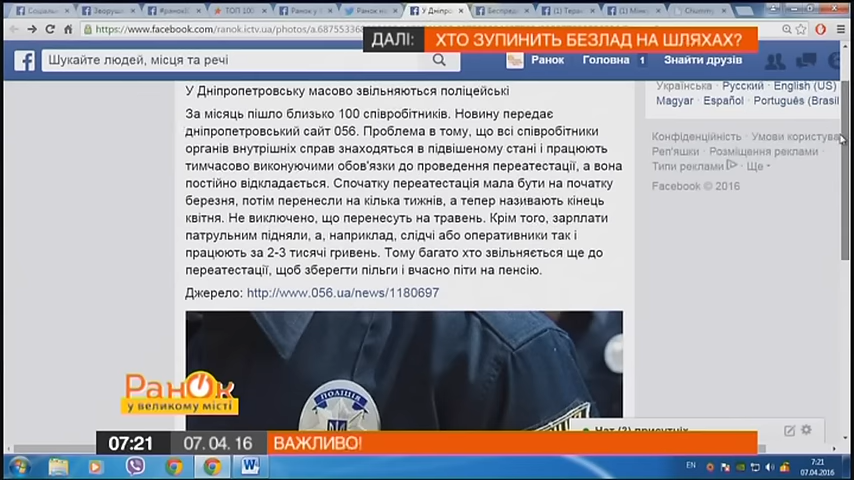 ДАЛІ: ХТО ЗУПИНИТЬ БЕЗЛАД НА ШЛЯХАХ?
https://www.facebook.com/ranok.ictv.ua/photos/a.68755336
Шукайте людей, місця та речі
Ранок Головна 1 Знайти друзів
У Дніпропетровську масово звільняються поліцейські
За місяць пішло близько 100 співробітників. Новину передає
дніпропетровський сайт 056. Проблема в тому, що всі співробітники
органів внутрішніх справ знаходяться в підвішеному стані і працюють
тимчасово виконуючими обов'язки до проведення переатестації, а вона
постійно відкладається. Спочатку переатестація мала бути на початку
березня, потім перенесли на кілька тижнів, а тепер називають кінець
квітня. Не виключено, що перенесуть на травень. Крім того, зарплати
патрульним підняли, а, наприклад, слідчі або оперативники так і
працюють за 2-3 тисячі гривень. Тому багато хто звільняється ще до
переатестації, щоб зберегти пільги і вчасно піти на пенсію.
Джерело: http://www.056.ua/news/1180697
Українська · Русский · English (US)
Magyar · Español · Português (Brasil
Конфіденційність · Умови користува
Реп'яшки · Розміщення реклами ·
Типи реклами · Ще
Facebook © 2016
ПОЛІЦІЯ
Ранок
у великому місті
Чат (3) присутніх
07:21 07.04.16 ВАЖЛИВО!
EN 7:21
07.04.2016